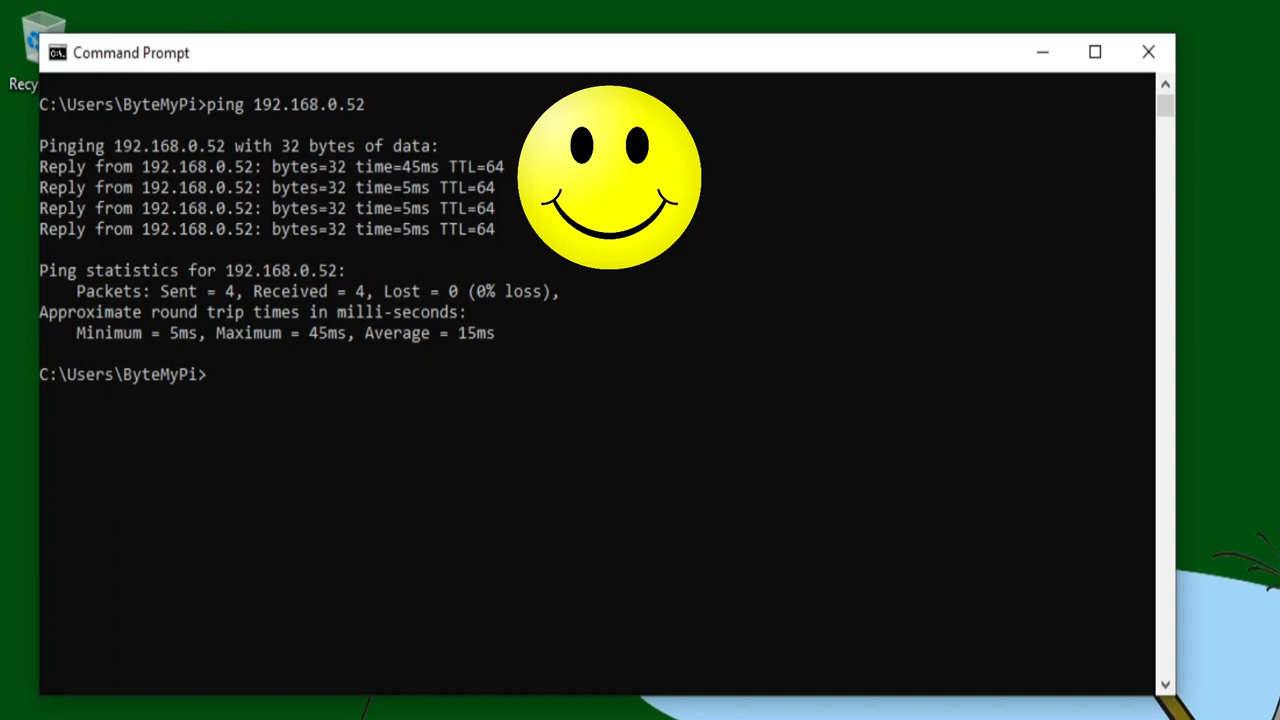 Command Prompt
Recy
C:\Users\ByteMyPi>ping 192.168.0.52
Pinging 192.168.0.52 with 32 bytes of data:
Reply from 192.168.0.52: bytes=32 time=45ms TTL=64
Reply from 192.168.0.52: bytes=32 time=5ms TTL=64
Reply from 192.168.0.52: bytes=32 time=5ms TTL=64
Reply from 192.168.0.52: bytes=32 time=5ms TTL=64
Ping statistics for 192.168.0.52:
    Packets: Sent = 4, Received = 4, Lost = 0 (0% loss),
Approximate round trip times in milli-seconds:
    Minimum = 5ms, Maximum = 45ms, Average = 15ms
C:\Users\ByteMyPi>